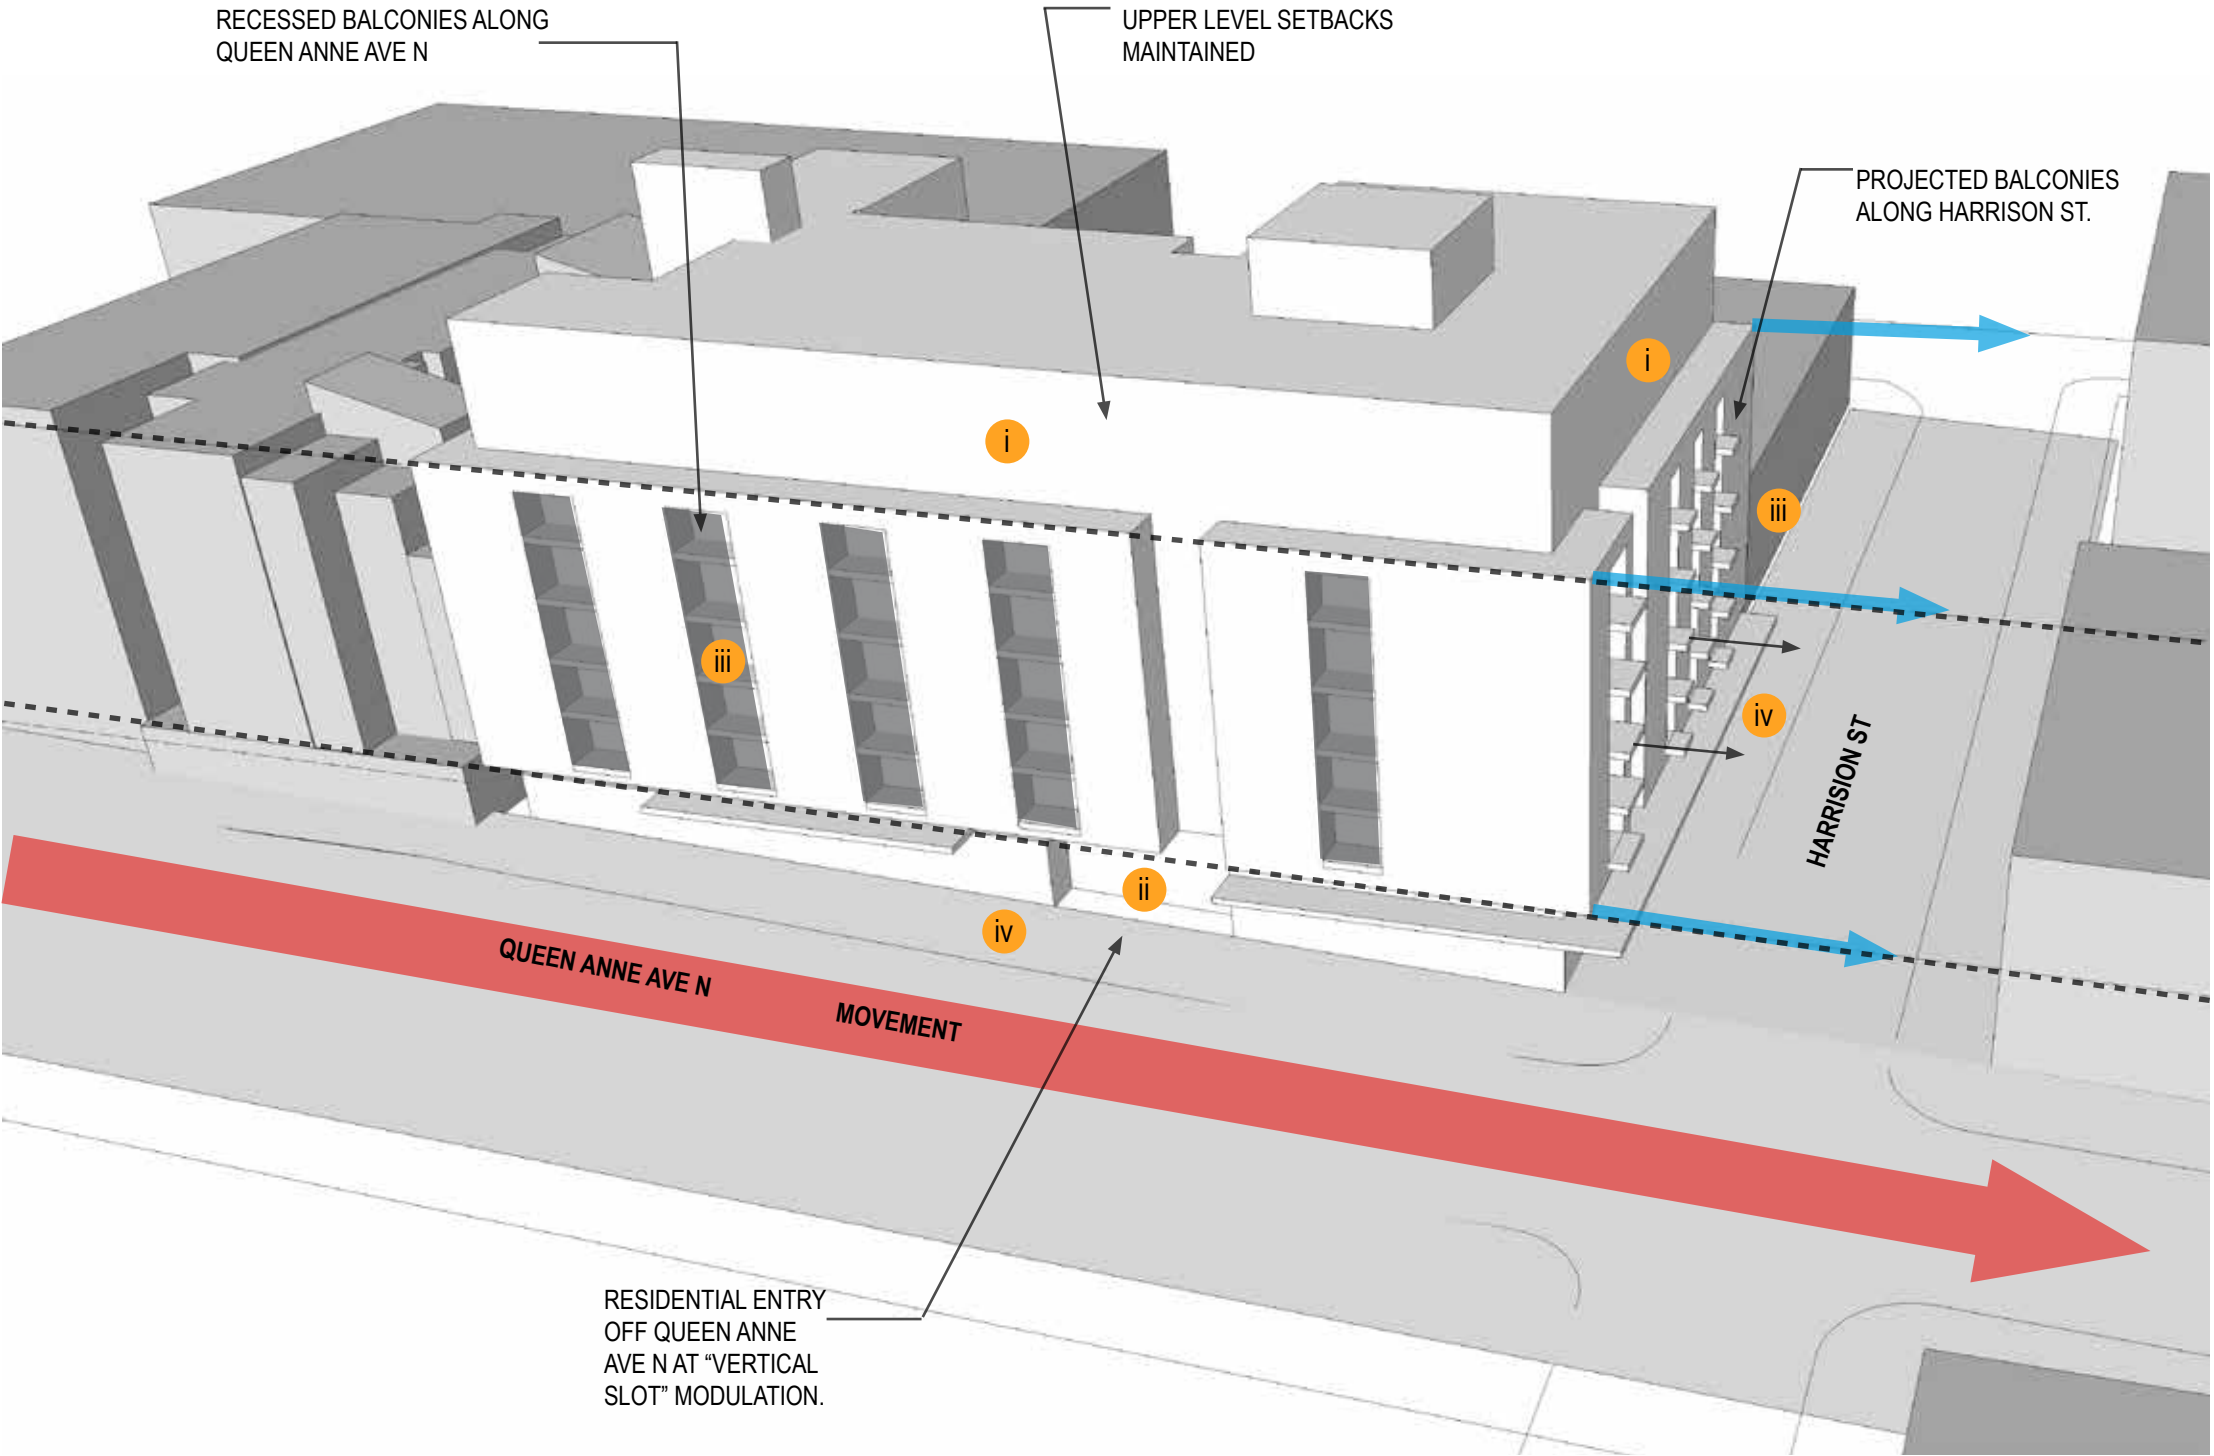 RECESSED BALCONIES ALONG
QUEEN ANNE AVE N
UPPER LEVEL SETBACKS
MAINTAINED
PROJECTED BALCONIES
ALONG HARRISON ST.
i
i
iii
iii
iv
HARRISION ST
ii
iv
QUEEN ANNE AVE N
MOVEMENT
RESIDENTIAL ENTRY
OFF QUEEN ANNE
AVE N AT “VERTICAL
SLOT” MODULATION.